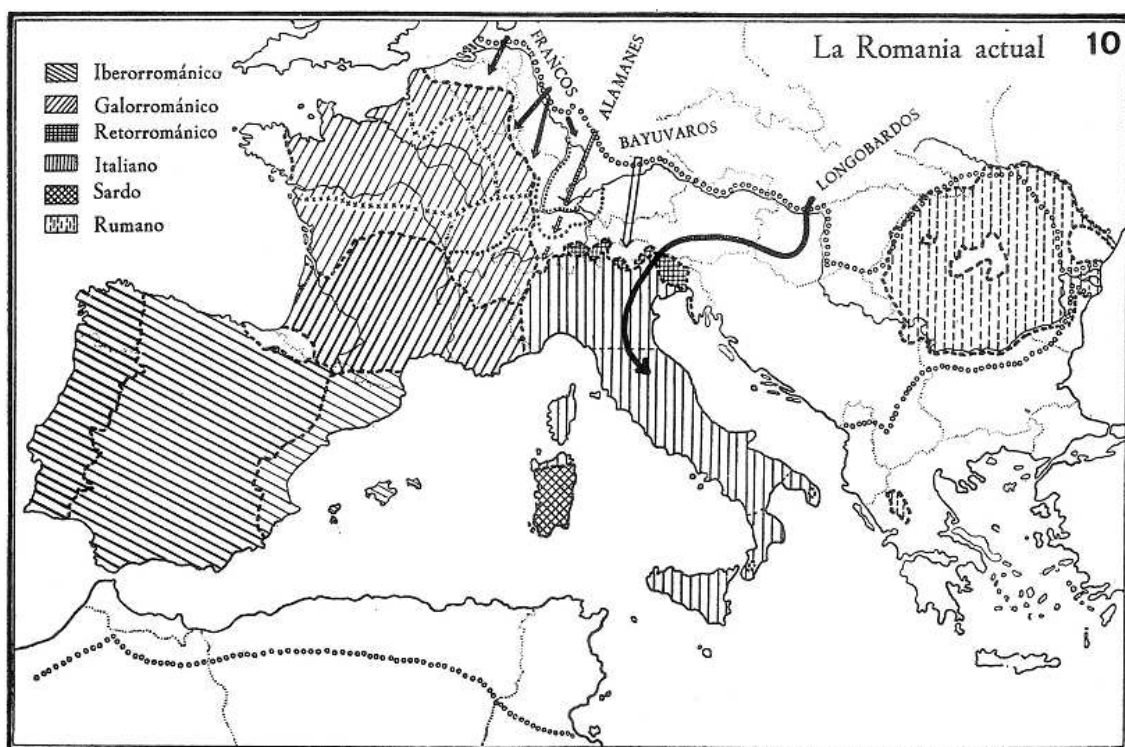 La Romania actual 10
Iberorrománico
Galorrománico
Retorrománico
Italiano
Sardo
Rumano
FRANCOS
ALAMANES
BAYUVAROS
LONGOBARDOS